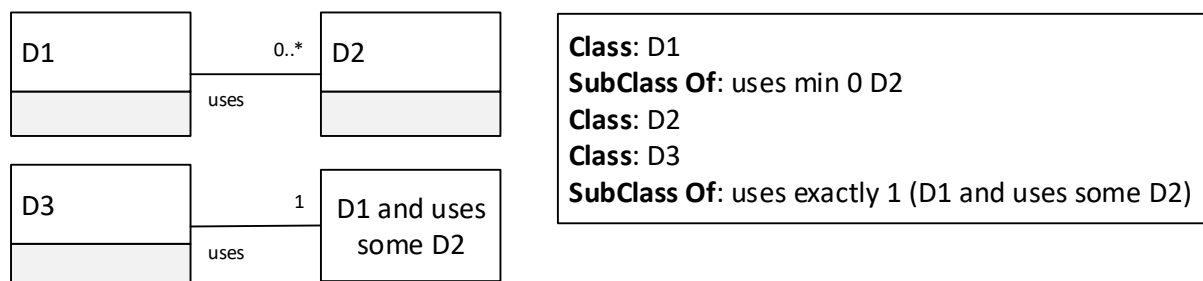 D1
0..*
D2
uses
D3
1
D1 and uses
some D2
uses
Class: D1
SubClass Of: uses min 0 D2
Class: D2
Class: D3
SubClass Of: uses exactly 1 (D1 and uses some D2)